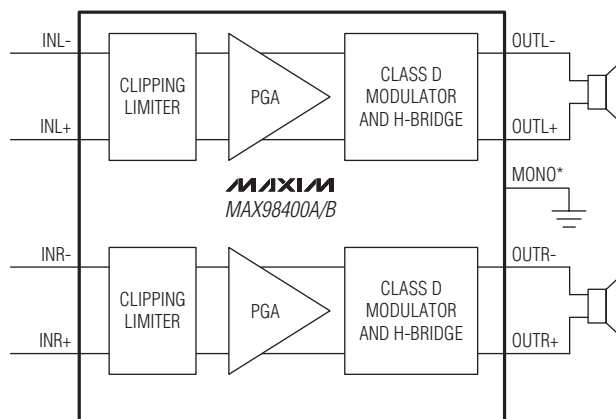 INL-
INL+
CLIPPING
LIMITER
PGA
CLASS D
MODULATOR
AND H-BRIDGE
OUTL-
OUTL+
MONO*
MAXIM
MAX98400A/B
INR-
INR+
CLIPPING
LIMITER
PGA
CLASS D
MODULATOR
AND H-BRIDGE
OUTR-
OUTR+